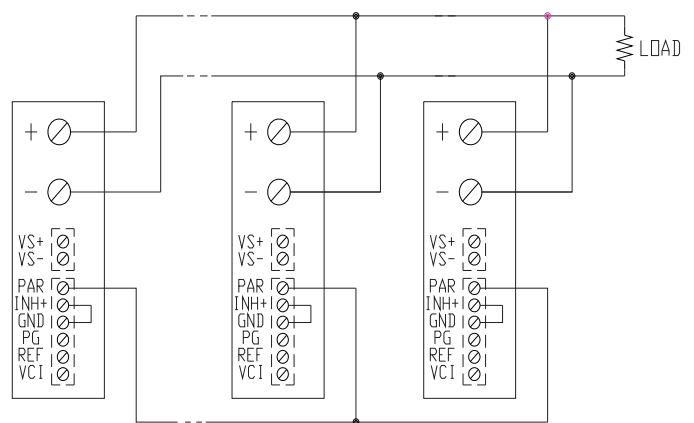 LOAD
+
−
VS+
VS-
PAR
INH+
GND
PG
REF
VCI
+
−
VS+
VS-
PAR
INH+
GND
PG
REF
VCI
+
−
VS+
VS-
PAR
INH+
GND
PG
REF
VCI